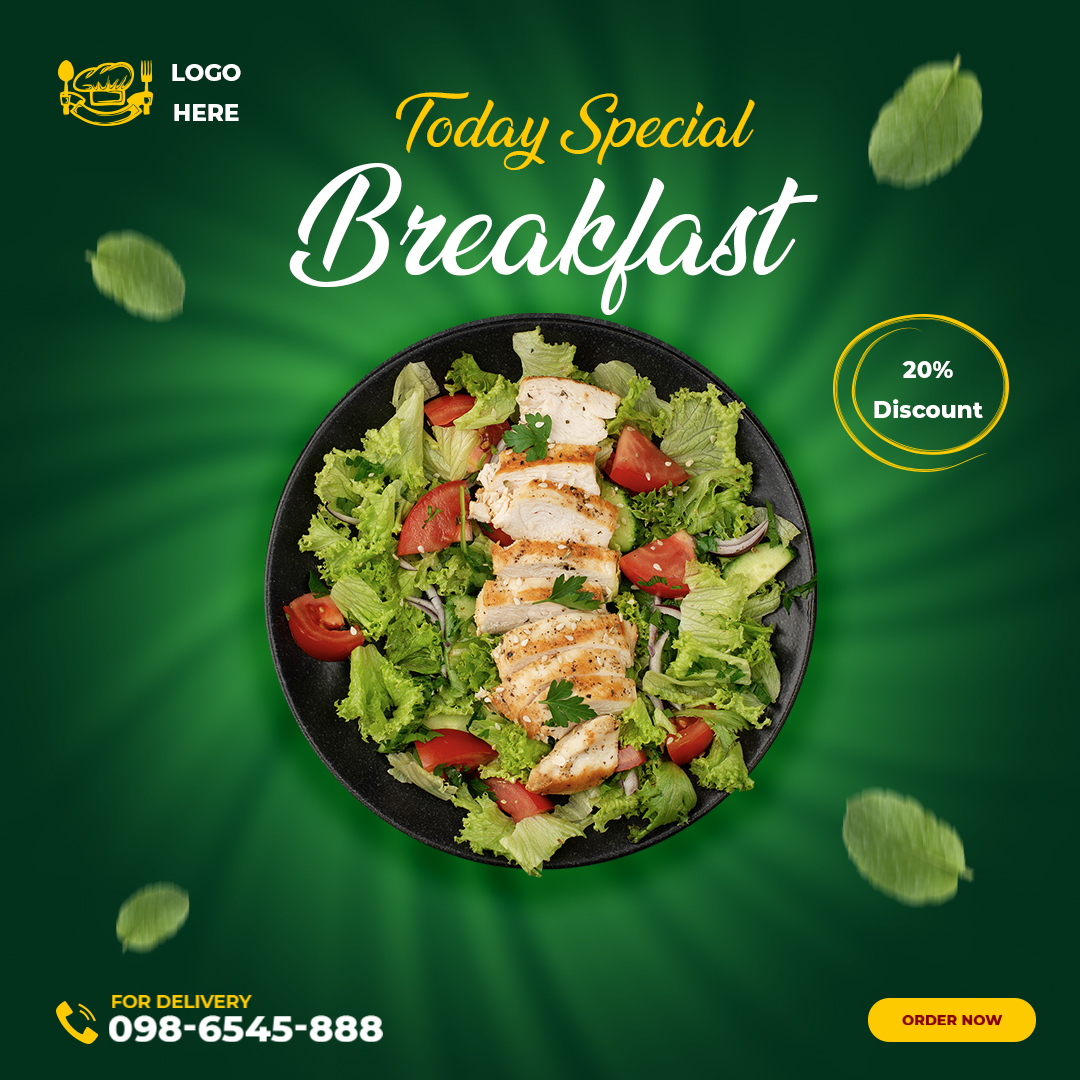 LOGO
HERE
Today Special
Breakfast
20%
Discount
FOR DELIVERY
098-6545-888
ORDER NOW